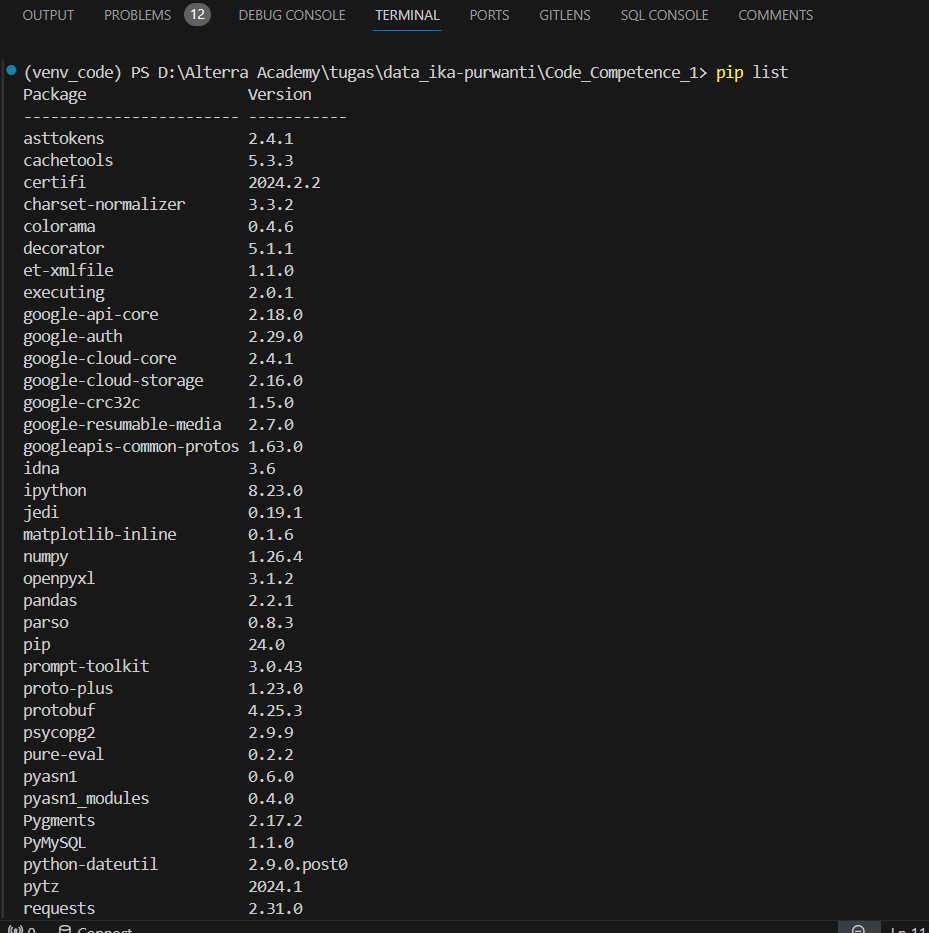 OUTPUT PROBLEMS 12 DEBUG CONSOLE TERMINAL PORTS GITLENS SQL CONSOLE COMMENTS
(venv_code) PS D:\Alterra Academy\tugas\data_ika-purwanti\Code_Competence_1> pip list
Package Version
------------------------ -----------
asttokens 2.4.1
cachetools 5.3.3
certifi 2024.2.2
charset-normalizer 3.3.2
colorama 0.4.6
decorator 5.1.1
et-xmlfile 1.1.0
executing 2.0.1
google-api-core 2.18.0
google-auth 2.29.0
google-cloud-core 2.4.1
google-cloud-storage 2.16.0
google-crc32c 1.5.0
google-resumable-media 2.7.0
googleapis-common-protos 1.63.0
idna 3.6
ipython 8.23.0
jedi 0.19.1
matplotlib-inline 0.1.6
numpy 1.26.4
openpyxl 3.1.2
pandas 2.2.1
parso 0.8.3
pip 24.0
prompt-toolkit 3.0.43
proto-plus 1.23.0
protobuf 4.25.3
psycopg2 2.9.9
pure-eval 0.2.2
pyasn1 0.6.0
pyasn1_modules 0.4.0
Pygments 2.17.2
PyMySQL 1.1.0
python-dateutil 2.9.0.post0
pytz 2024.1
requests 2.31.0
0 Connect Ln 11